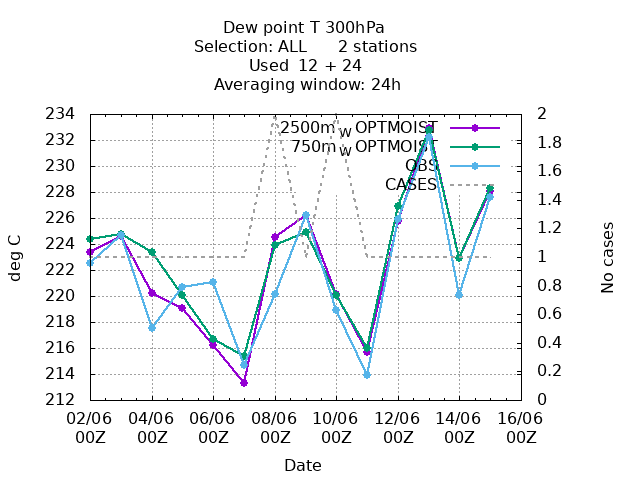 Dew point T 300hPa
Selection: ALL 2 stations
Used 12 + 24
Averaging window: 24h
2500m w OPTMOIST
750m w OPTMOIST
OBS
CASES
234
232
230
228
226
224
222
220
218
216
214
212
2
1.8
1.6
1.4
1.2
1
0.8
0.6
0.4
0.2
0
deg C
No cases
02/06 04/06 06/06 08/06 10/06 12/06 14/06 16/06
00Z 00Z 00Z 00Z 00Z 00Z 00Z 00Z
Date